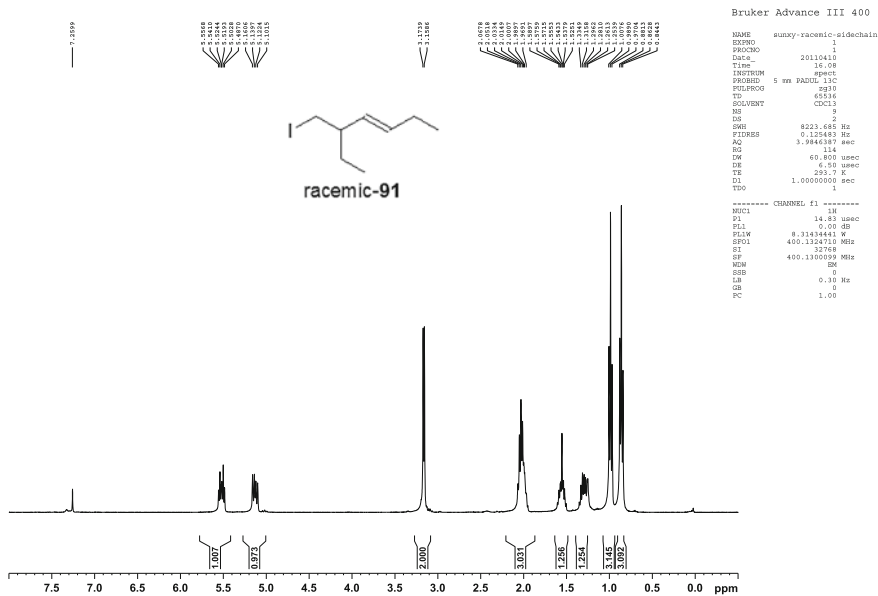 Bruker Advance III 400
NAME sunxy-racemic-sidechain
EXPNO 1
PROCNO 1
Date_ 20110410
Time 16.08
INSTRUM spect
PROBHD 5 mm PADUL 13C
PULPROG zg30
TD 65536
SOLVENT CDCl3
NS 9
DS 2
SWH 8223.685 Hz
FIDRES 0.125483 Hz
AQ 3.9846387 sec
RG 114
DW 60.800 usec
DE 6.50 usec
TE 293.7 K
D1 1.00000000 sec
TD0 1
======== CHANNEL f1 ========
NUC1 1H
P1 14.83 usec
PL1 0.00 dB
PL1W 8.31434441 W
SFO1 400.1324710 MHz
SI 32768
SF 400.1300099 MHz
WDW EM
SSB 0
LB 0.30 Hz
GB 0
PC 1.00
7.2599
5.5568
5.5410
5.5244
5.5193
5.5028
5.4870
5.1606
5.1397
5.1224
5.1015
3.1739
3.1586
2.0678
2.0518
2.0334
2.0149
2.0009
1.9897
1.5897
1.5759
1.5715
1.5553
1.5433
1.5379
1.5251
1.3349
1.3158
1.2962
1.2810
1.2613
1.2539
1.0076
0.9890
0.9704
0.8813
0.8628
0.8443
I
racemic-91
1.007
0.973
2.000
3.031
1.256
1.254
3.145
3.092
7.5 7.0 6.5 6.0 5.5 5.0 4.5 4.0 3.5 3.0 2.5 2.0 1.5 1.0 0.5 0.0 ppm